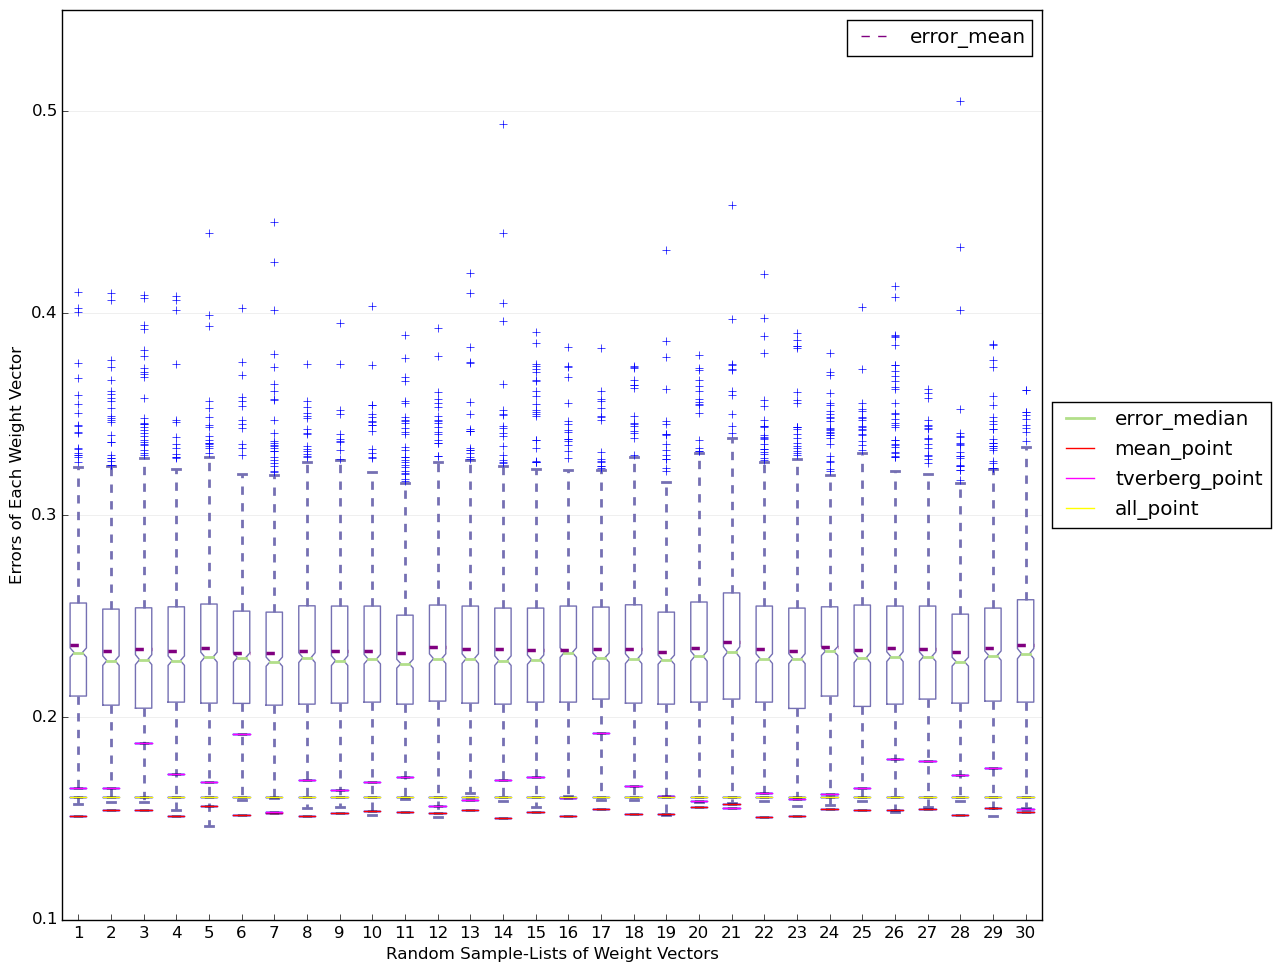 error_mean
0.5
0.4
0.3
0.2
0.1
Errors of Each Weight Vector
error_median
mean_point
tverberg_point
all_point
1 2 3 4 5 6 7 8 9 10 11 12 13 14 15 16 17 18 19 20 21 22 23 24 25 26 27 28 29 30
Random Sample-Lists of Weight Vectors